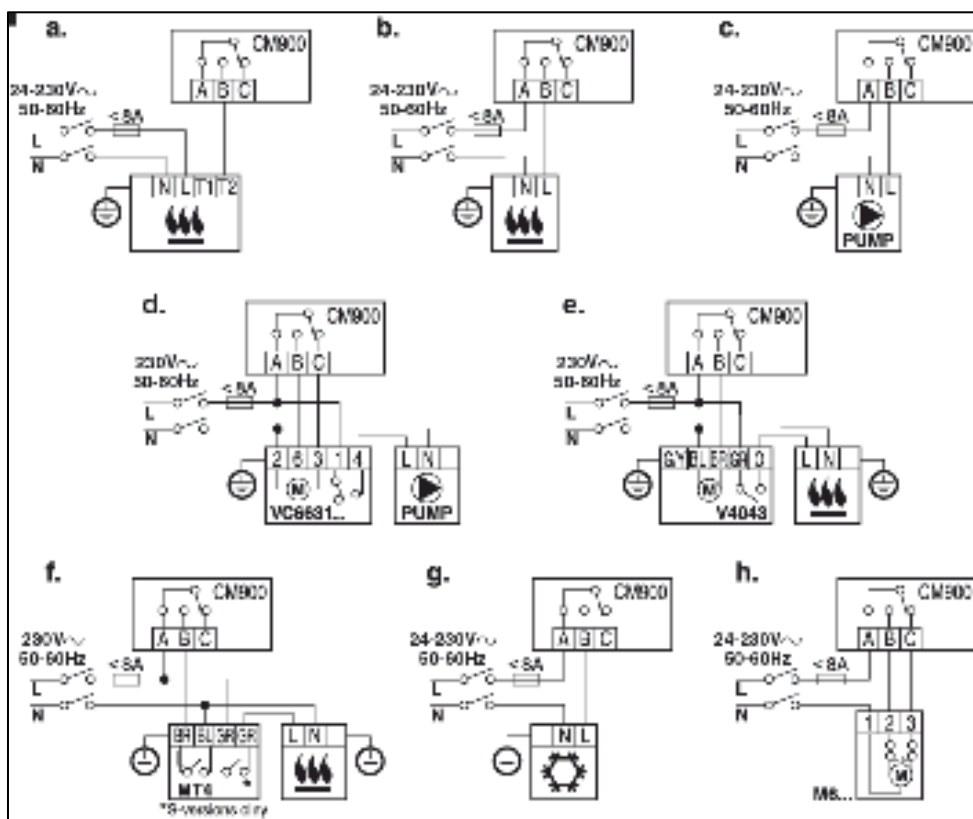 a.
CM900
A B C
24-230V~
50-60Hz
<8A
L
N
N L T1 T2
b.
CM900
A B C
24-230V~
50-60Hz
<8A
L
N
N L
c.
CM900
A B C
24-230V~
50-60Hz
<8A
L
N
N L
PUMP
d.
CM900
A B C
230V~
50-60Hz
<8A
L
N
2 6 3 1 4
M
VC6631...
L N
PUMP
e.
CM900
A B C
230V~
50-60Hz
<8A
L
N
G/Y BL BR GR O
M
V4043
L N
f.
CM900
A B C
230V~
50-60Hz
<8A
L
N
BR BL GR GR
MT4
*
*S-versions only
L N
g.
CM900
A B C
24-230V~
50-60Hz
<8A
L
N
N L
h.
CM900
A B C
24-230V~
50-60Hz
<8A
L
N
1 2 3
M
M6...